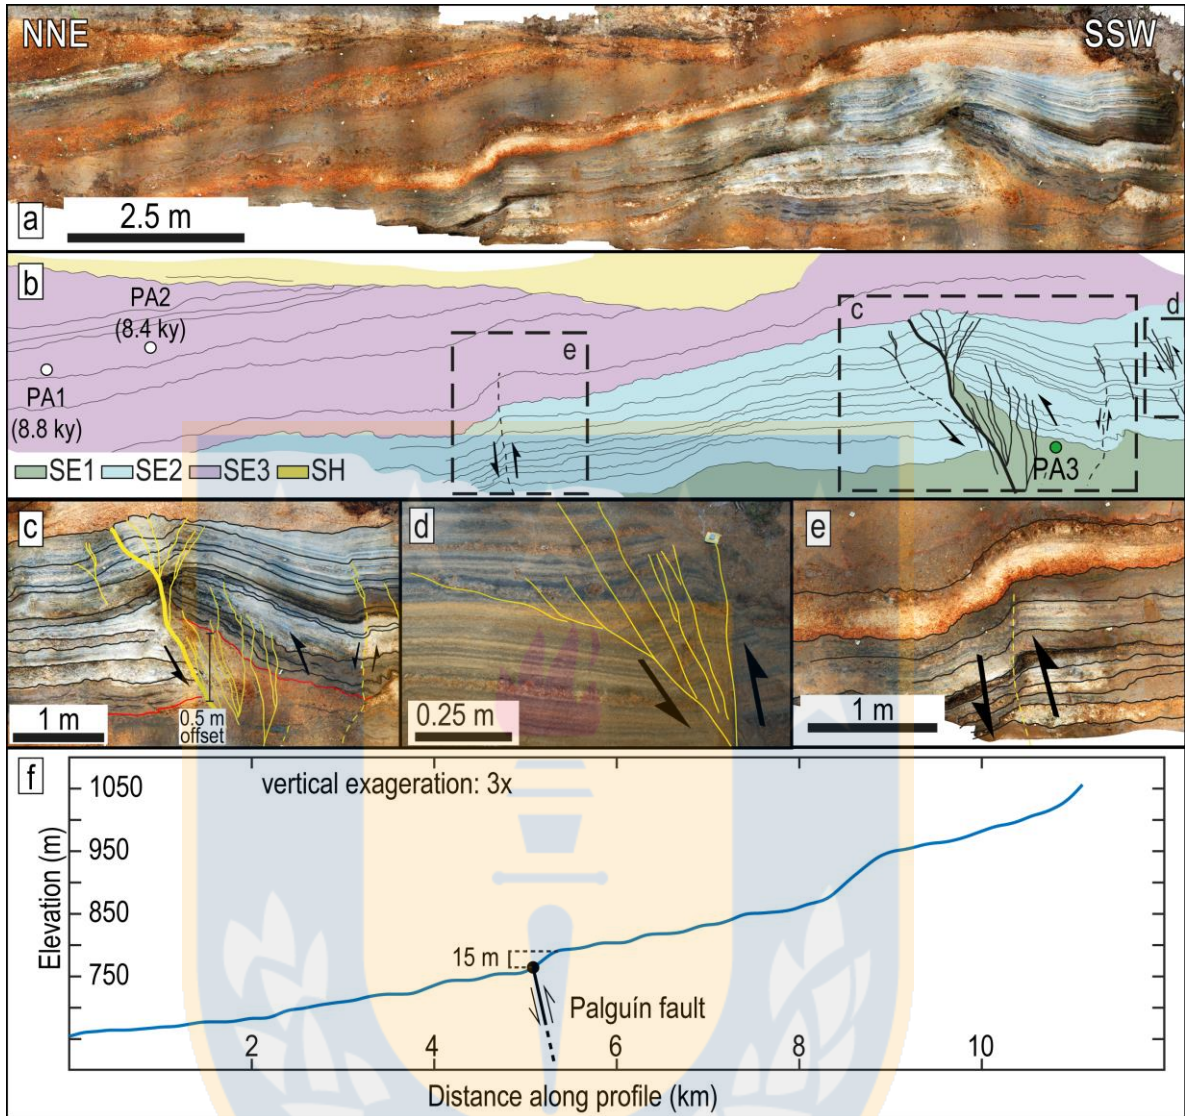 NNE
SSW
a
2.5 m
b
PA2
(8.4 ky)
PA1
(8.8 ky)
e
c
d
PA3
SE1
SE2
SE3
SH
c
1 m
0.5 m
offset
d
0.25 m
e
1 m
f
vertical exageration: 3x
1050
950
850
750
Elevation (m)
15 m
Palguín fault
2
4
6
8
10
Distance along profile (km)